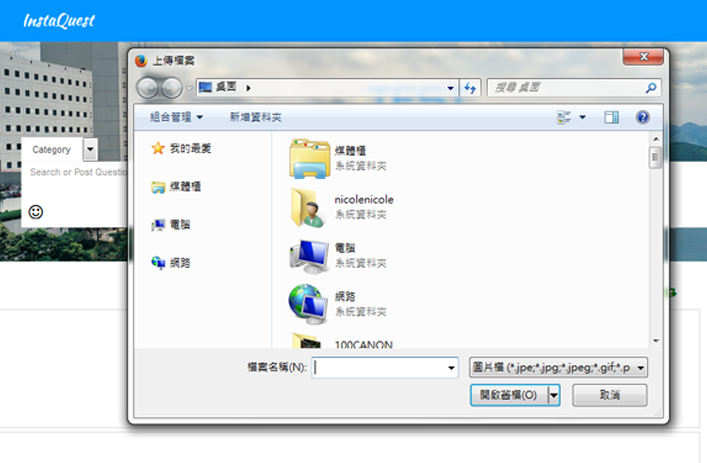 InstaQuest
上傳檔案
桌面
搜尋 桌面
組合管理
新增資料夾
Category
Search or Post Questio
我的最愛
媒體櫃
電腦
網路
媒體櫃
系統資料夾
nicolenicole
系統資料夾
電腦
系統資料夾
網路
系統資料夾
100CANON
檔案名稱(N):
圖片檔 (*.jpe;*.jpg;*.jpeg;*.gif;*.p
開啟舊檔(O)
取消